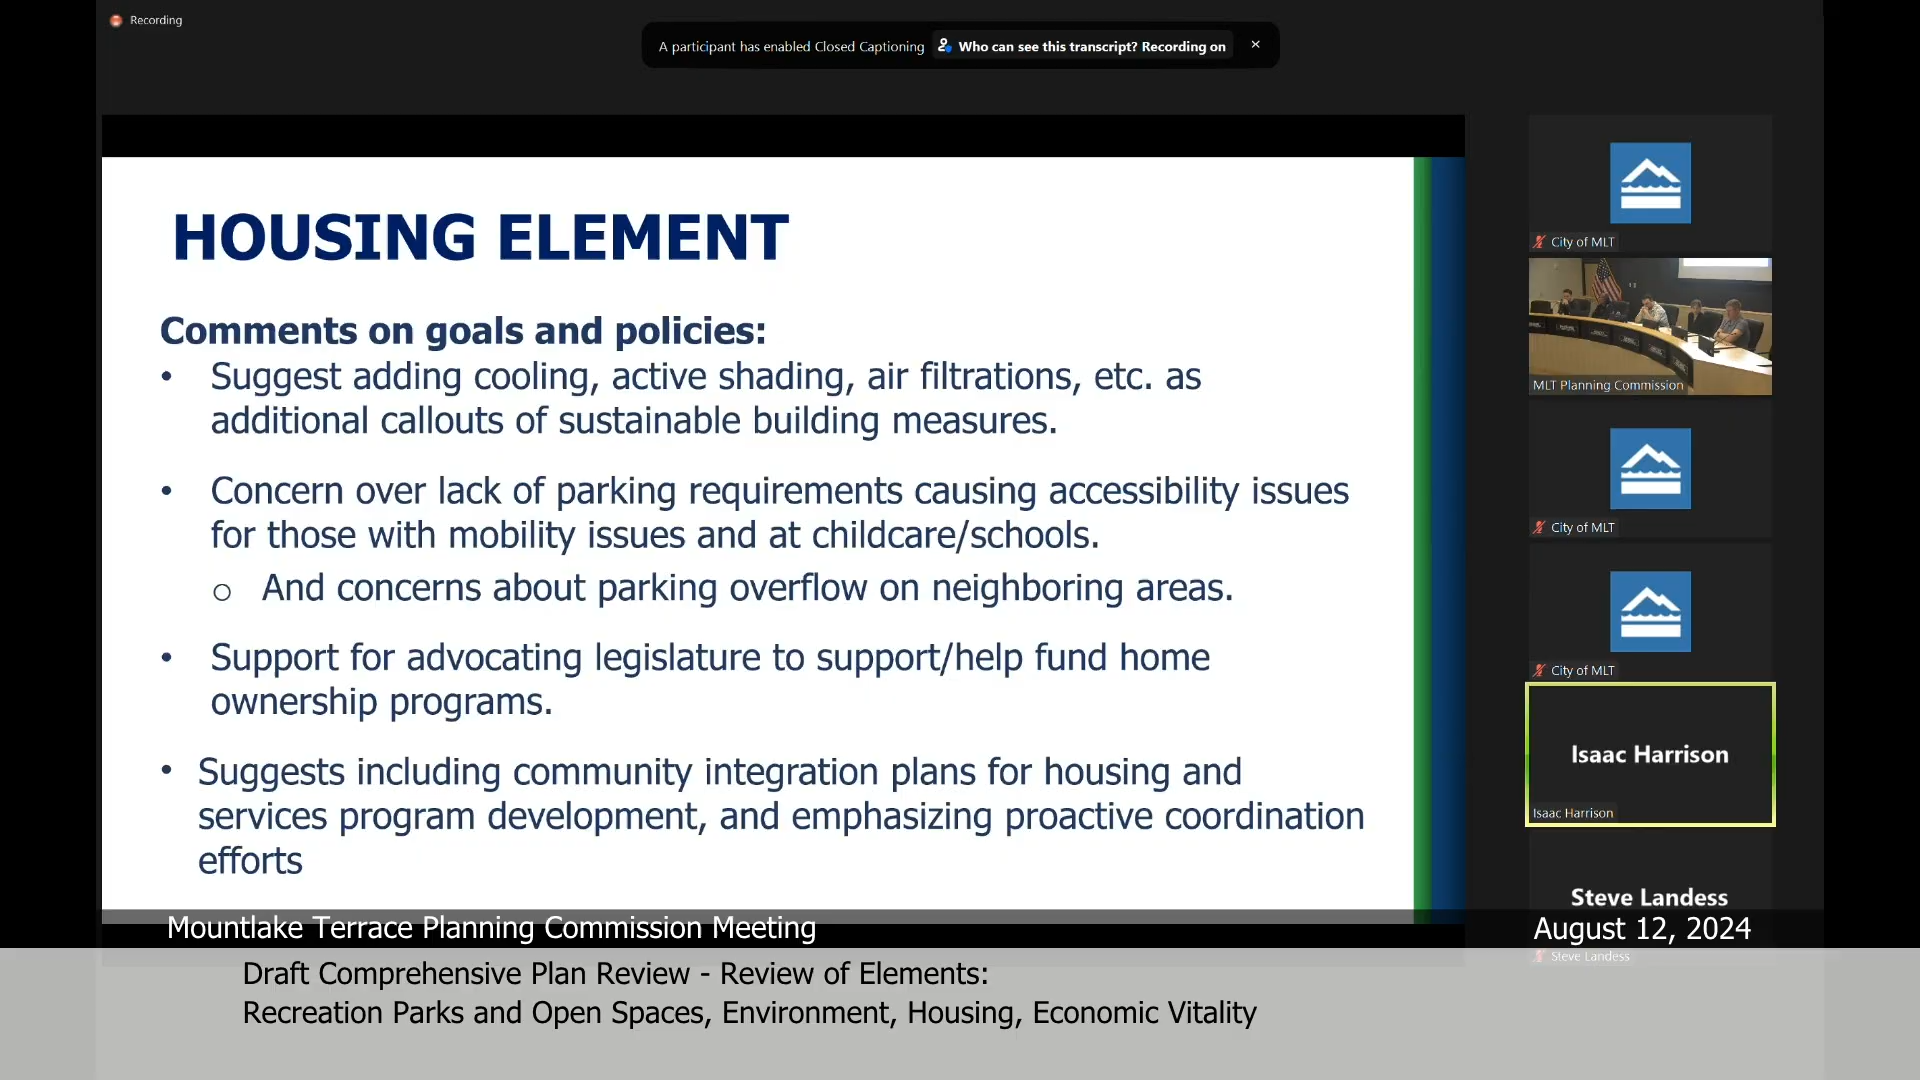 Recording
A participant has enabled Closed Captioning Who can see this transcript? Recording on
HOUSING ELEMENT
Comments on goals and policies:
• Suggest adding cooling, active shading, air filtrations, etc. as
additional callouts of sustainable building measures.
• Concern over lack of parking requirements causing accessibility issues
for those with mobility issues and at childcare/schools.
o And concerns about parking overflow on neighboring areas.
• Support for advocating legislature to support/help fund home
ownership programs.
• Suggests including community integration plans for housing and
services program development, and emphasizing proactive coordination
efforts
City of MLT
MLT Planning Commission
City of MLT
City of MLT
Isaac Harrison
Isaac Harrison
Steve Landess
Steve Landess
Mountlake Terrace Planning Commission Meeting
August 12, 2024
Draft Comprehensive Plan Review - Review of Elements:
Recreation Parks and Open Spaces, Environment, Housing, Economic Vitality